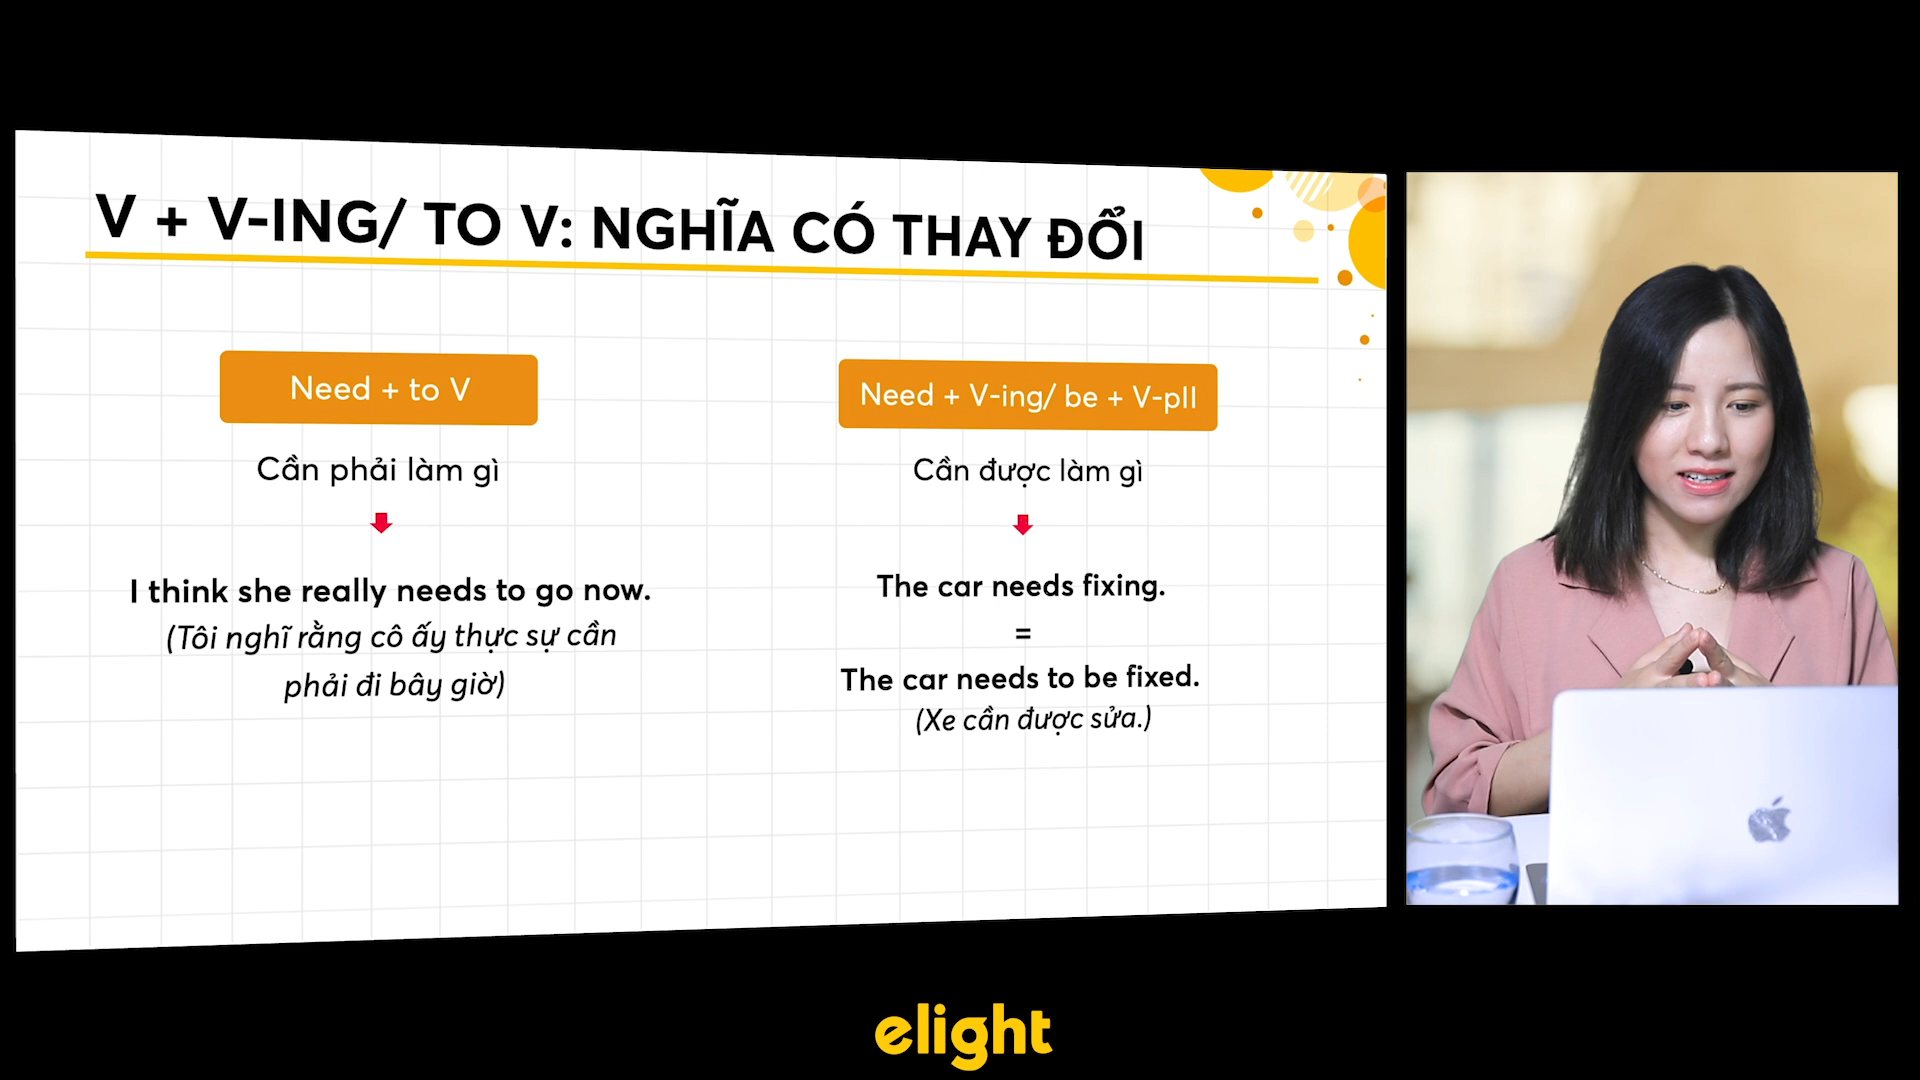 V + V-ING/ TO V: NGHĨA CÓ THAY ĐỔI
Need + to V
Cần phải làm gì
I think she really needs to go now.
(Tôi nghĩ rằng cô ấy thực sự cần
phải đi bây giờ)
Need + V-ing/ be + V-pII
Cần được làm gì
The car needs fixing.
=
The car needs to be fixed.
(Xe cần được sửa.)
elight